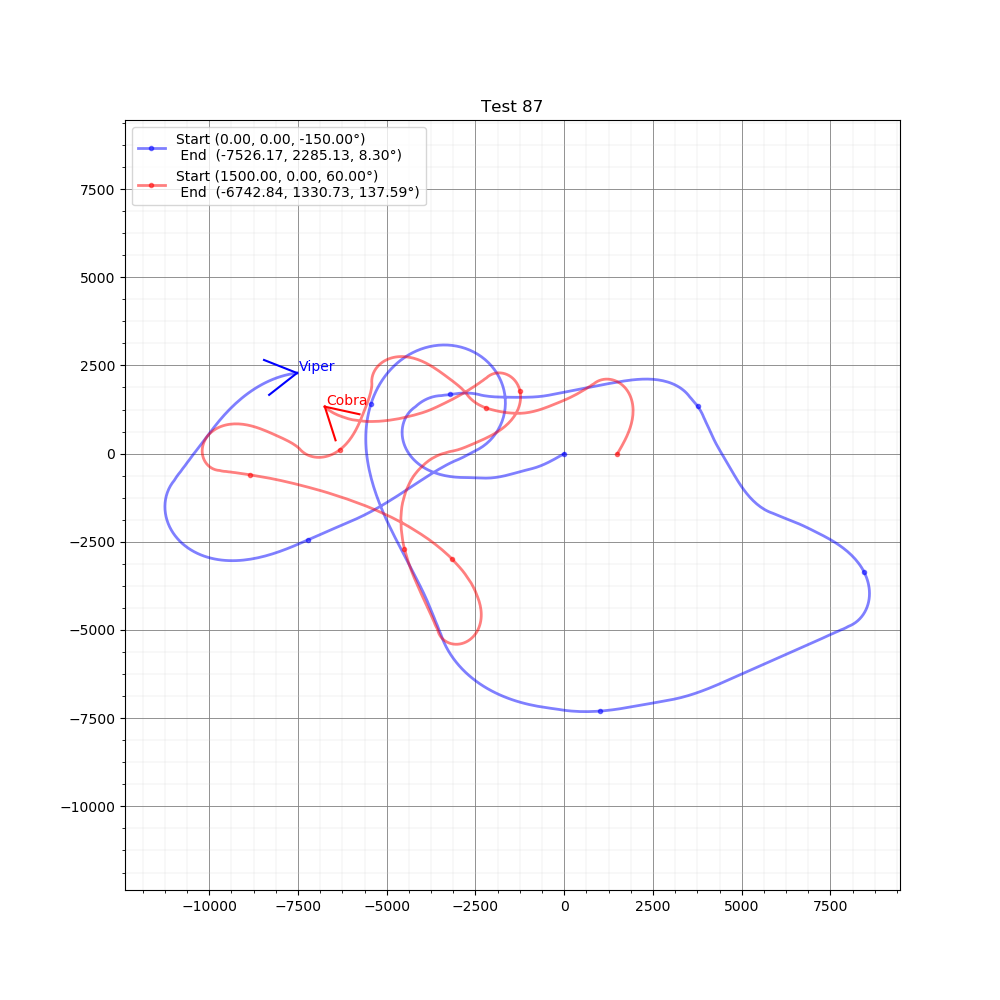 Test 87
Start (0.00, 0.00, -150.00°)
End  (-7526.17, 2285.13, 8.30°)
Start (1500.00, 0.00, 60.00°)
End  (-6742.84, 1330.73, 137.59°)
7500
5000
2500
0
−2500
−5000
−7500
−10000
Viper
Cobra
−10000 −7500 −5000 −2500 0 2500 5000 7500